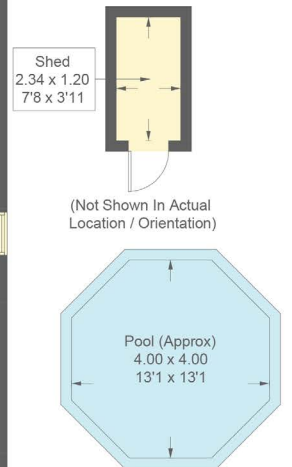 Shed
2.34 x 1.20
7'8 x 3'11
(Not Shown In Actual
Location / Orientation)
Pool (Approx)
4.00 x 4.00
13'1 x 13'1